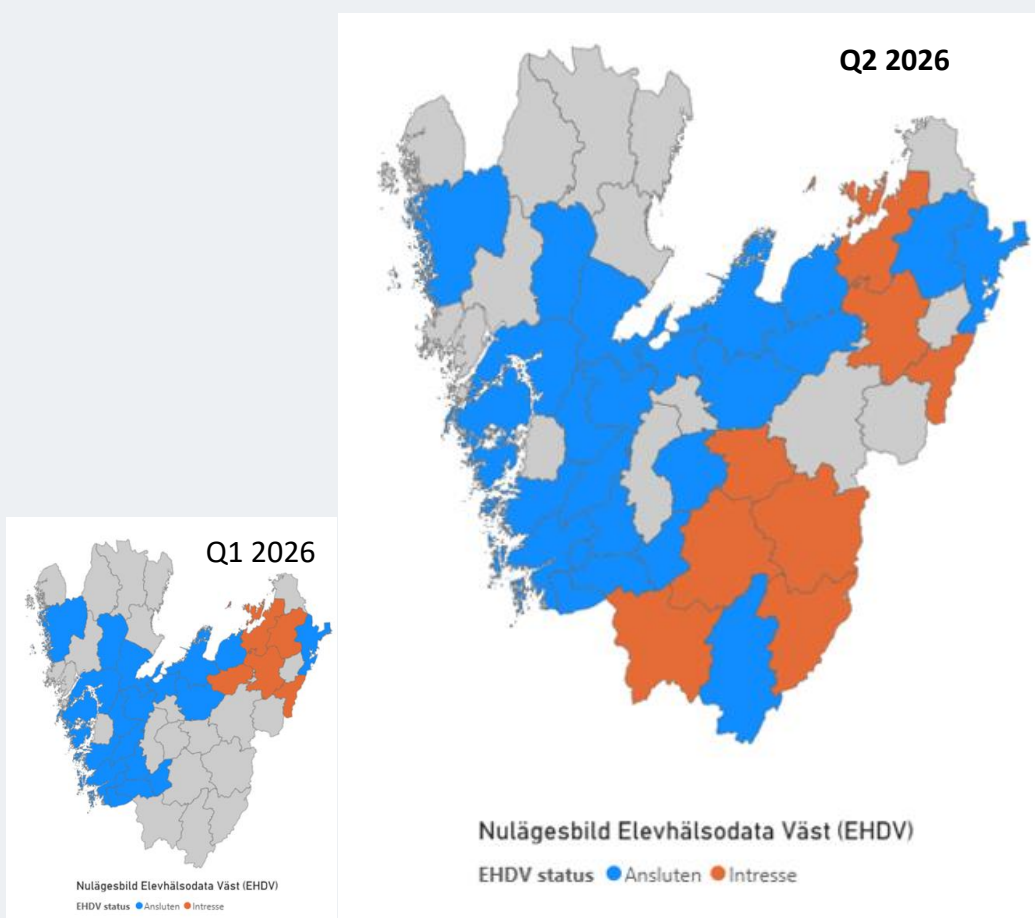 Q2 2026
Nulägesbild Elevhälsodata Väst (EHDV)
EHDV status Ansluten Intresse
Q1 2026
Nulägesbild Elevhälsodata Väst (EHDV)
EHDV status Ansluten Intresse